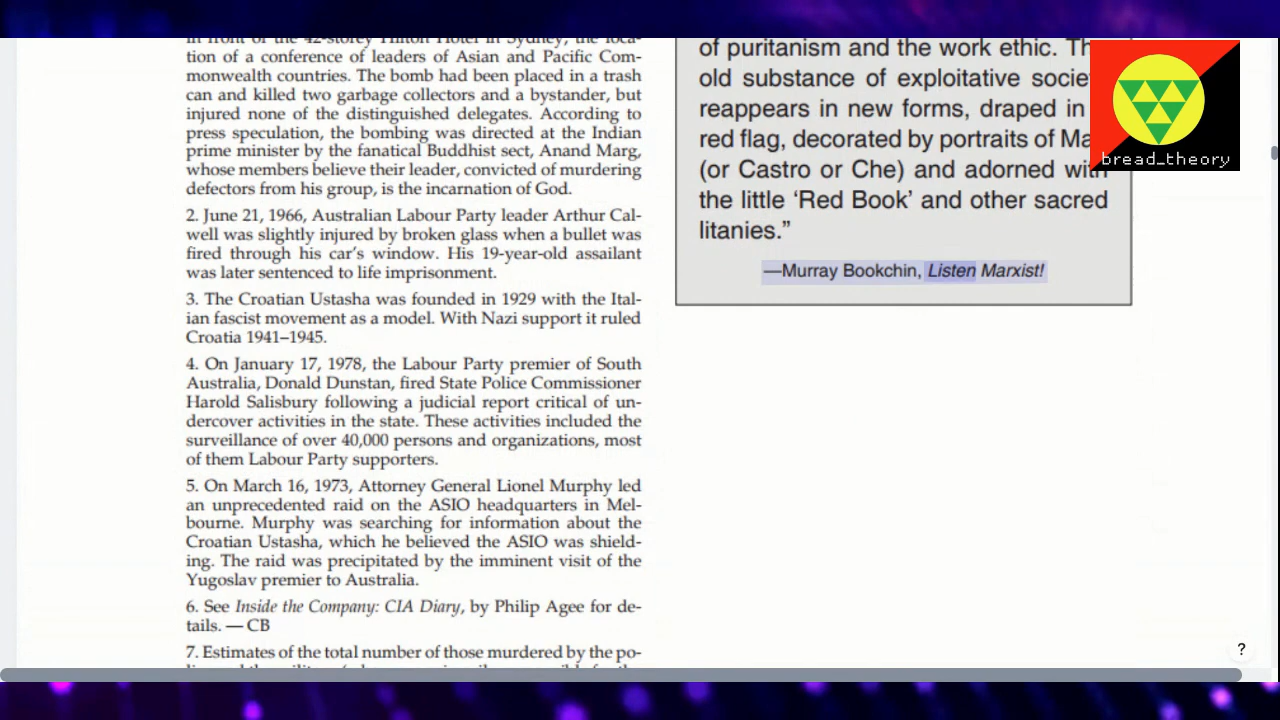 in front of the 42-storey Hilton Hotel in Sydney, the loca-
tion of a conference of leaders of Asian and Pacific Com-
monwealth countries. The bomb had been placed in a trash
can and killed two garbage collectors and a bystander, but
injured none of the distinguished delegates. According to
press speculation, the bombing was directed at the Indian
prime minister by the fanatical Buddhist sect, Anand Marg,
whose members believe their leader, convicted of murdering
defectors from his group, is the incarnation of God.
2. June 21, 1966, Australian Labour Party leader Arthur Cal-
well was slightly injured by broken glass when a bullet was
fired through his car's window. His 19-year-old assailant
was later sentenced to life imprisonment.
3. The Croatian Ustasha was founded in 1929 with the Ital-
ian fascist movement as a model. With Nazi support it ruled
Croatia 1941–1945.
4. On January 17, 1978, the Labour Party premier of South
Australia, Donald Dunstan, fired State Police Commissioner
Harold Salisbury following a judicial report critical of un-
dercover activities in the state. These activities included the
surveillance of over 40,000 persons and organizations, most
of them Labour Party supporters.
5. On March 16, 1973, Attorney General Lionel Murphy led
an unprecedented raid on the ASIO headquarters in Mel-
bourne. Murphy was searching for information about the
Croatian Ustasha, which he believed the ASIO was shield-
ing. The raid was precipitated by the imminent visit of the
Yugoslav premier to Australia.
6. See Inside the Company: CIA Diary, by Philip Agee for de-
tails. — CB
7. Estimates of the total number of those murdered by the po-
of puritanism and the work ethic. Th
old substance of exploitative socie
reappears in new forms, draped in
red flag, decorated by portraits of Ma
(or Castro or Che) and adorned with
the little ‘Red Book’ and other sacred
litanies.”
—Murray Bookchin, Listen Marxist!
bread_theory
?